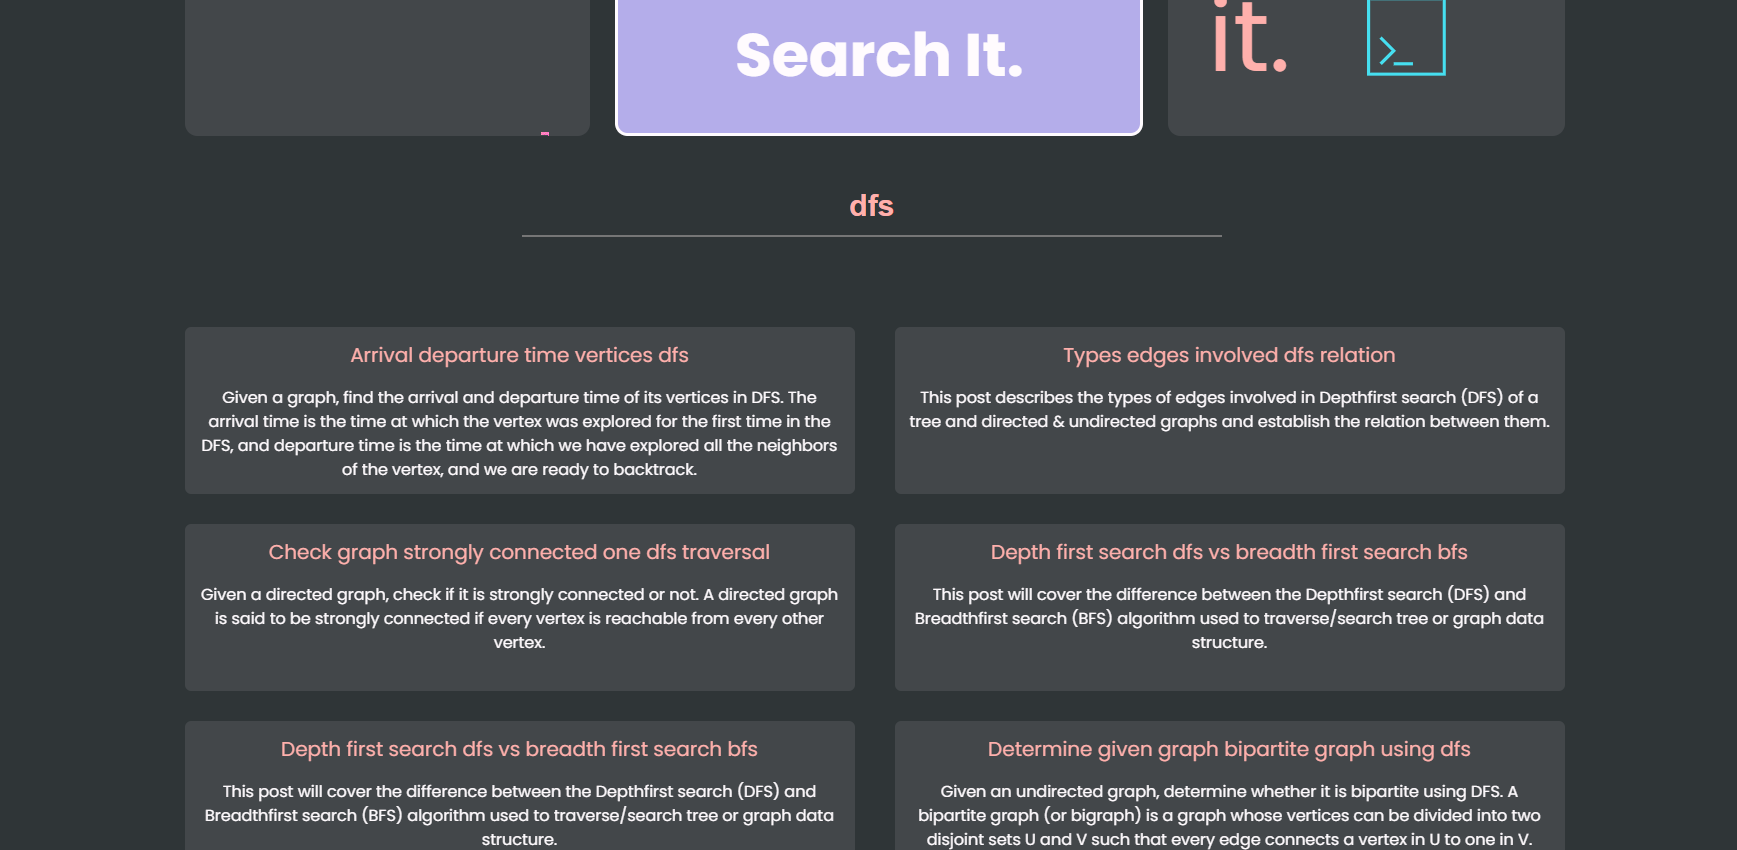 Search It.
it.
>_
dfs
Arrival departure time vertices dfs
Given a graph, find the arrival and departure time of its vertices in DFS. The
arrival time is the time at which the vertex was explored for the first time in the
DFS, and departure time is the time at which we have explored all the neighbors
of the vertex, and we are ready to backtrack.
Types edges involved dfs relation
This post describes the types of edges involved in Depthfirst search (DFS) of a
tree and directed & undirected graphs and establish the relation between them.
Check graph strongly connected one dfs traversal
Given a directed graph, check if it is strongly connected or not. A directed graph
is said to be strongly connected if every vertex is reachable from every other
vertex.
Depth first search dfs vs breadth first search bfs
This post will cover the difference between the Depthfirst search (DFS) and
Breadthfirst search (BFS) algorithm used to traverse/search tree or graph data
structure.
Depth first search dfs vs breadth first search bfs
This post will cover the difference between the Depthfirst search (DFS) and
Breadthfirst search (BFS) algorithm used to traverse/search tree or graph data
structure.
Determine given graph bipartite graph using dfs
Given an undirected graph, determine whether it is bipartite using DFS. A
bipartite graph (or bigraph) is a graph whose vertices can be divided into two
disjoint sets U and V such that every edge connects a vertex in U to one in V.